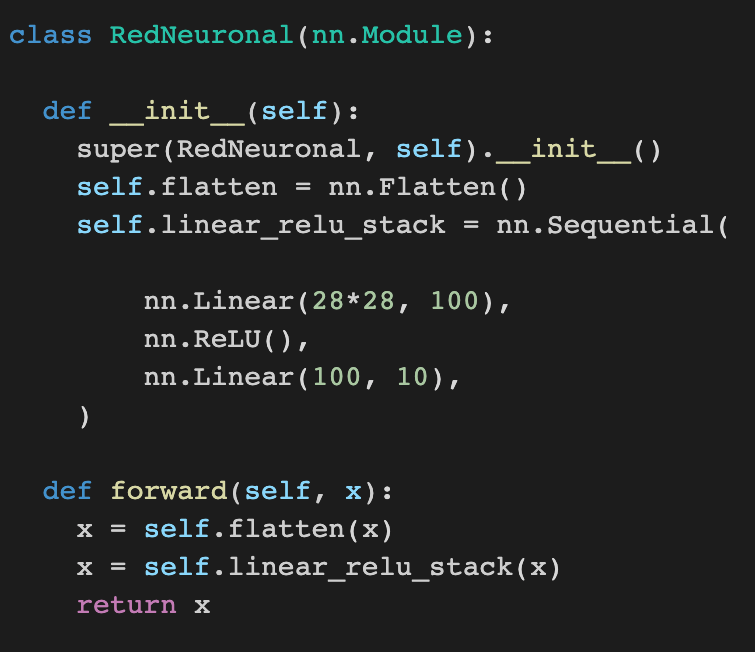 class RedNeuronal(nn.Module):
def __init__(self):
super(RedNeuronal, self).__init__()
self.flatten = nn.Flatten()
self.linear_relu_stack = nn.Sequential(
nn.Linear(28*28, 100),
nn.ReLU(),
nn.Linear(100, 10),
)
def forward(self, x):
x = self.flatten(x)
x = self.linear_relu_stack(x)
return x